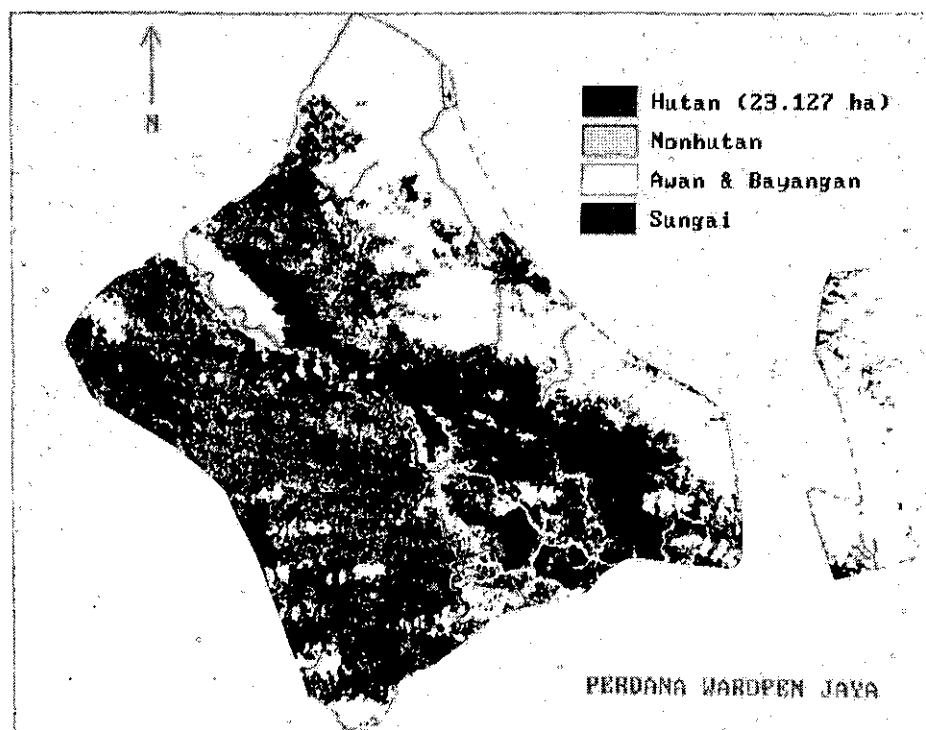 N
Hutan (23.127 ha)
Nonhutan
Awan & Bayangan
Sungai
PERDANA WAROPEN JAYA